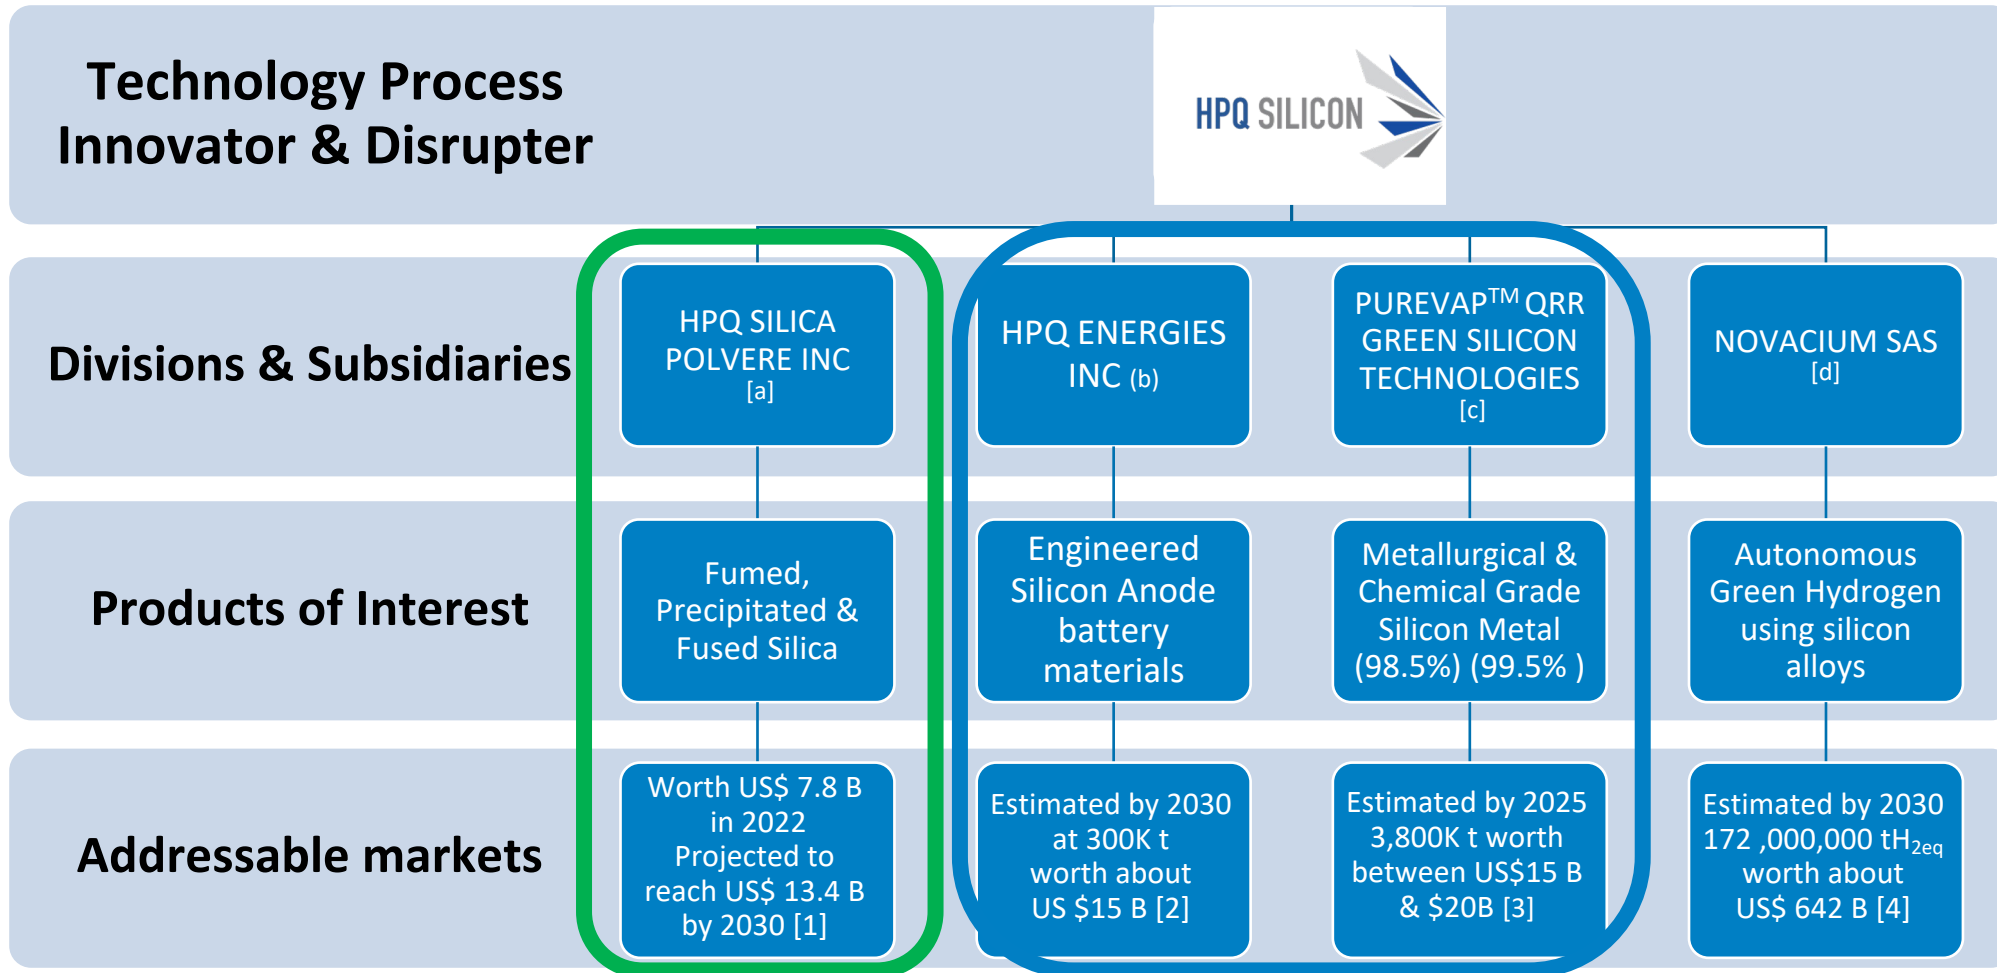 Technology Process
Innovator & Disrupter
HPQ SILICON
Divisions & Subsidiaries
HPQ SILICA
POLVERE INC
[a]
HPQ ENERGIES
INC (b)
PUREVAP™ QRR
GREEN SILICON
TECHNOLOGIES
[c]
NOVACIUM SAS
[d]
Products of Interest
Fumed,
Precipitated &
Fused Silica
Engineered
Silicon Anode
battery
materials
Metallurgical &
Chemical Grade
Silicon Metal
(98.5%) (99.5% )
Autonomous
Green Hydrogen
using silicon
alloys
Addressable markets
Worth US$ 7.8 B
in 2022
Projected to
reach US$ 13.4 B
by 2030 [1]
Estimated by 2030
at 300K t
worth about
US $15 B [2]
Estimated by 2025
3,800K t worth
between US$15 B
& $20B [3]
Estimated by 2030
172 ,000,000 tH2eq
worth about
US$ 642 B [4]